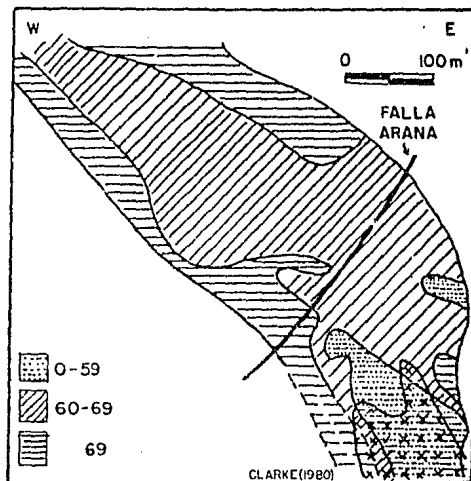 W E
0 100 m'
FALLA
ARANA
0-59
60-69
69
CLARKE(1980)